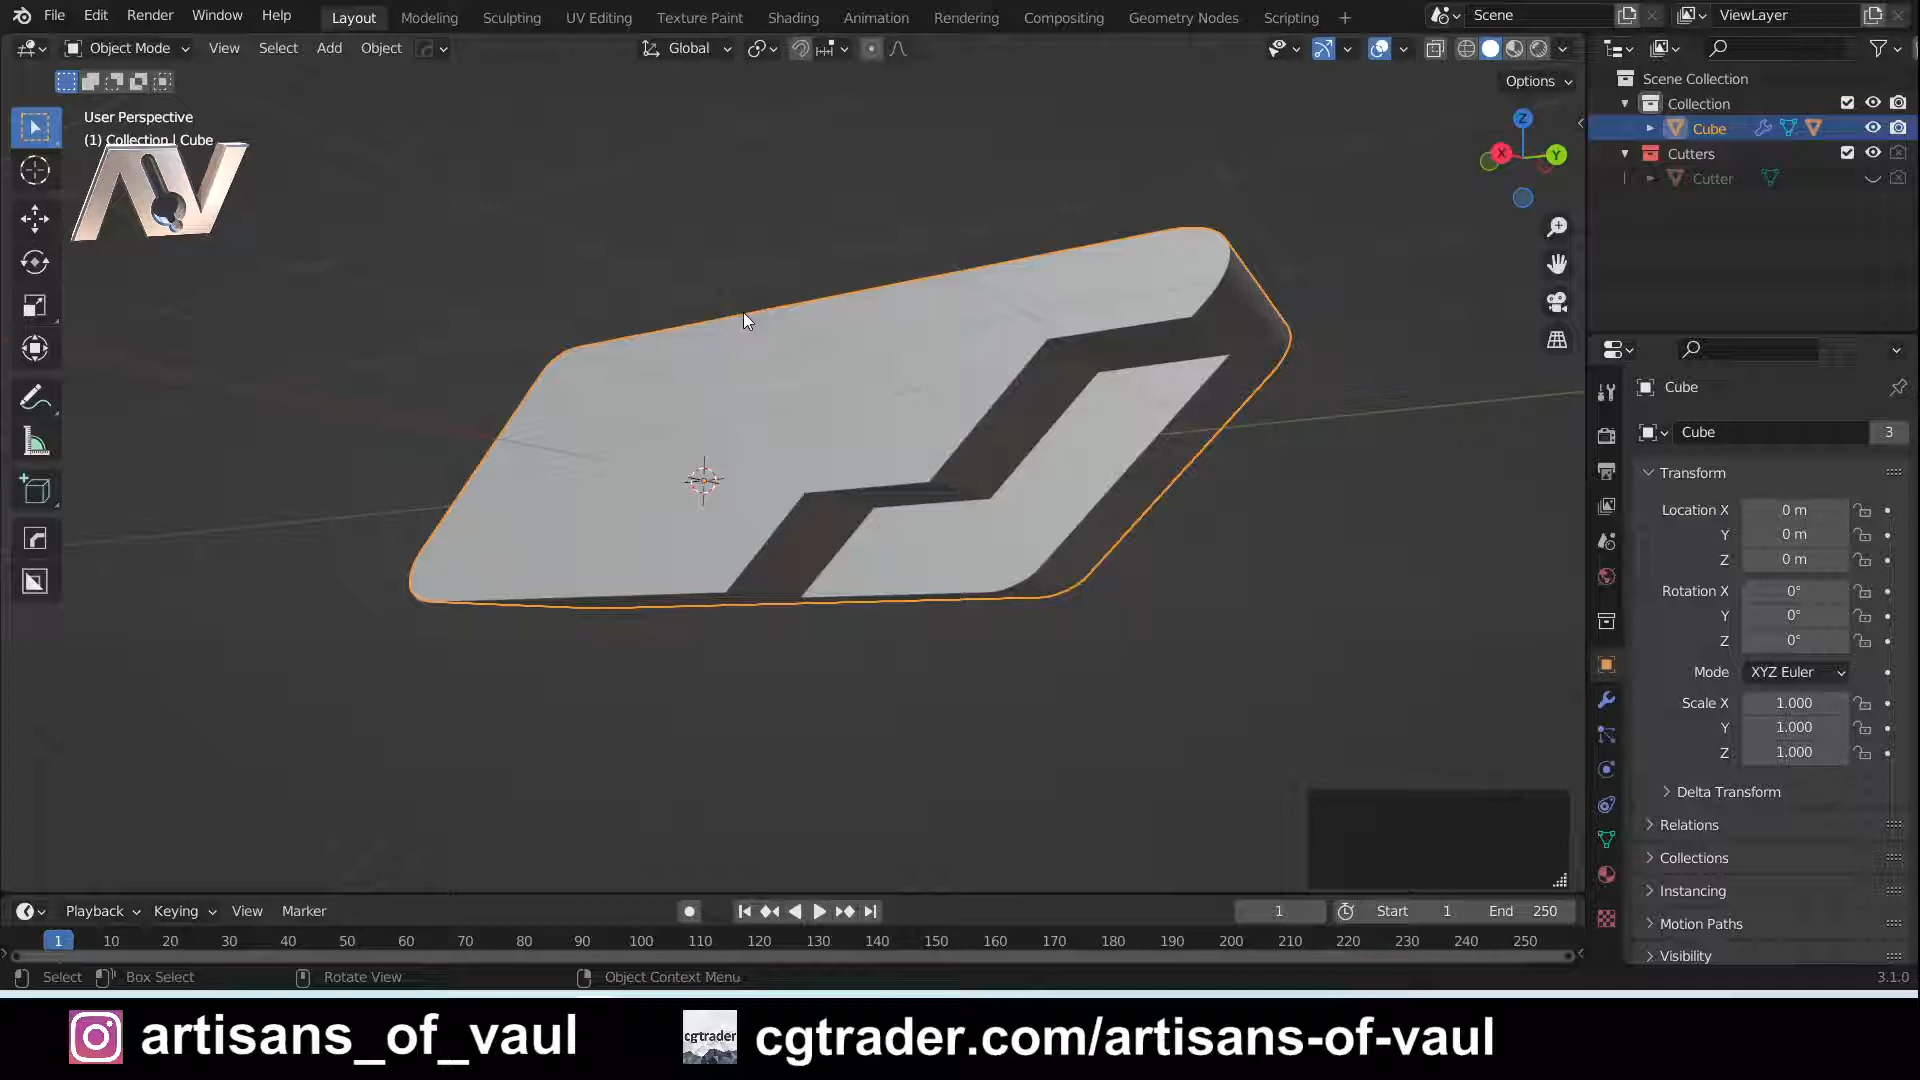 File Edit Render Window Help Layout Modeling Sculpting UV Editing Texture Paint Shading Animation Rendering Compositing Geometry Nodes Scripting + Scene ViewLayer
Object Mode View Select Add Object Global
Options
User Perspective
(1) Collection | Cube
AV
Z
X
Y
Scene Collection
Collection
Cube
Cutters
Cutter
Cube
Cube 3
Transform
Location X 0 m
Y 0 m
Z 0 m
Rotation X 0°
Y 0°
Z 0°
Mode XYZ Euler
Scale X 1.000
Y 1.000
Z 1.000
Delta Transform
Relations
Collections
Instancing
Motion Paths
Visibility
Playback Keying View Marker 1 Start 1 End 250
1 10 20 30 40 50 60 70 80 90 100 110 120 130 140 150 160 170 180 190 200 210 220 230 240 250
Select Box Select Rotate View Object Context Menu 3.1.0
artisans_of_vaul cgtrader cgtrader.com/artisans-of-vaul